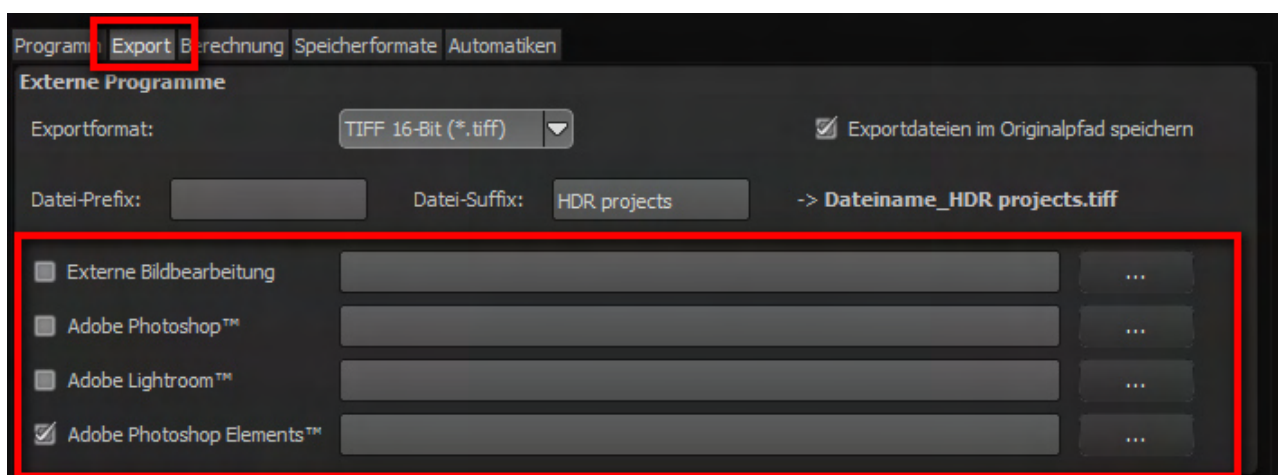 Programm Export Berechnung Speicherformate Automatiken
Externe Programme
Exportformat: TIFF 16-Bit (*.tiff) Exportdateien im Originalpfad speichern
Datei-Prefix: Datei-Suffix: HDR projects -> Dateiname_HDR projects.tiff
Externe Bildbearbeitung ...
Adobe Photoshop™ ...
Adobe Lightroom™ ...
Adobe Photoshop Elements™ ...